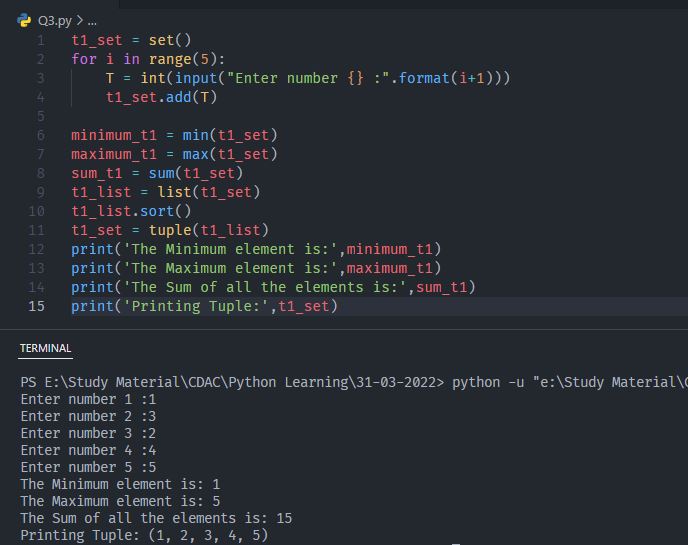 Q3.py > ...
1 t1_set = set()
2 for i in range(5):
3 T = int(input("Enter number {} :".format(i+1)))
4 t1_set.add(T)
5
6 minimum_t1 = min(t1_set)
7 maximum_t1 = max(t1_set)
8 sum_t1 = sum(t1_set)
9 t1_list = list(t1_set)
10 t1_list.sort()
11 t1_set = tuple(t1_list)
12 print('The Minimum element is:',minimum_t1)
13 print('The Maximum element is:',maximum_t1)
14 print('The Sum of all the elements is:',sum_t1)
15 print('Printing Tuple:',t1_set)
TERMINAL
PS E:\Study Material\CDAC\Python Learning\31-03-2022> python -u "e:\Study Material\
Enter number 1 :1
Enter number 2 :3
Enter number 3 :2
Enter number 4 :4
Enter number 5 :5
The Minimum element is: 1
The Maximum element is: 5
The Sum of all the elements is: 15
Printing Tuple: (1, 2, 3, 4, 5)